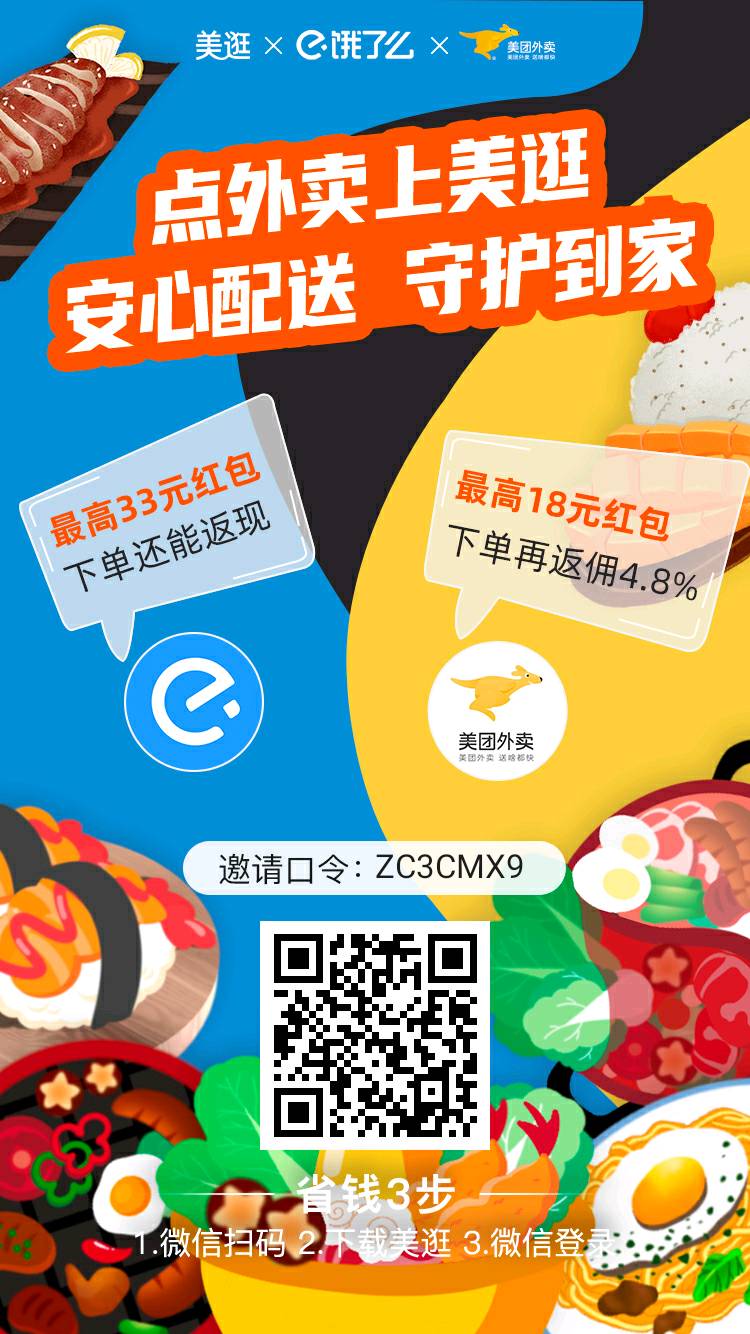 美逛 × 饿了么 × 美团外卖
美团外卖 送啥都快
点外卖上美逛
安心配送 守护到家
最高33元红包
下单还能返现
最高18元红包
下单再返佣4.8%
美团外卖
美团外卖 送啥都快
邀请口令：ZC3CMX9
省钱3步
1.微信扫码 2.下载美逛 3.微信登录